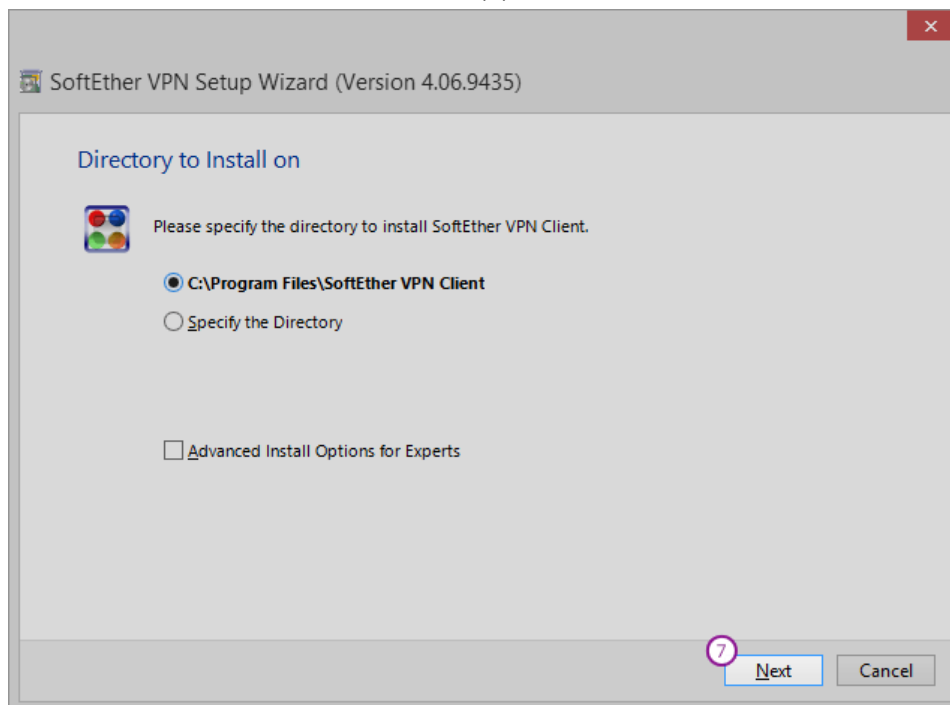 SoftEther VPN Setup Wizard (Version 4.06.9435)
Directory to Install on
Please specify the directory to install SoftEther VPN Client.
C:\Program Files\SoftEther VPN Client
Specify the Directory
Advanced Install Options for Experts
7
Next Cancel